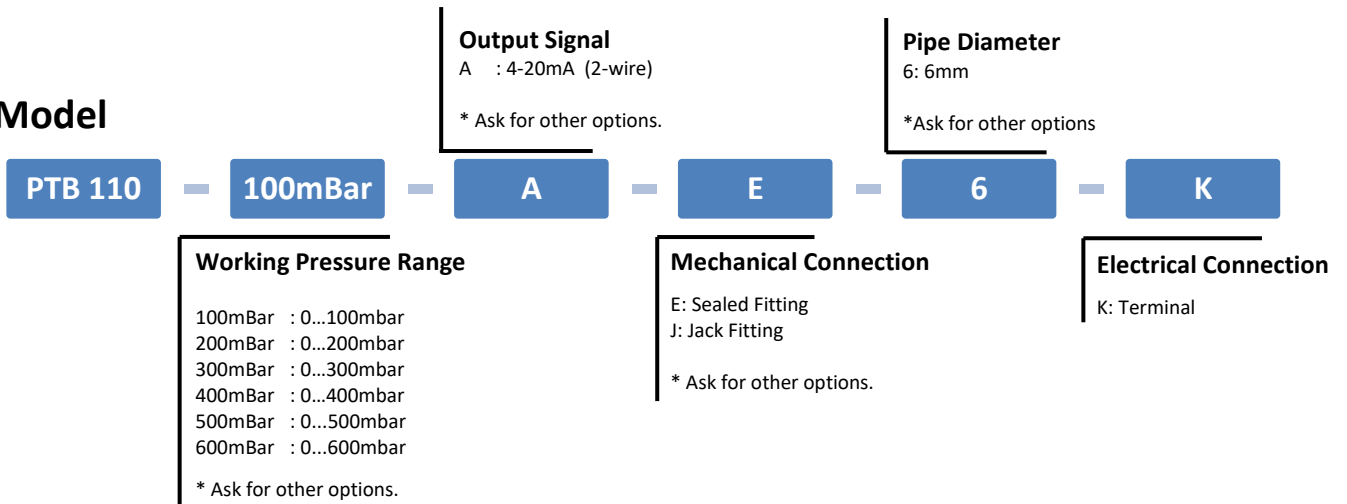 Output Signal
A : 4-20mA (2-wire)
* Ask for other options.
Pipe Diameter
6: 6mm
*Ask for other options
Model
PTB 110 – 100mBar – A – E – 6 – K
Working Pressure Range
100mBar : 0...100mbar
200mBar : 0...200mbar
300mBar : 0...300mbar
400mBar : 0...400mbar
500mBar : 0...500mbar
600mBar : 0...600mbar
* Ask for other options.
Mechanical Connection
E: Sealed Fitting
J: Jack Fitting
* Ask for other options.
Electrical Connection
K: Terminal